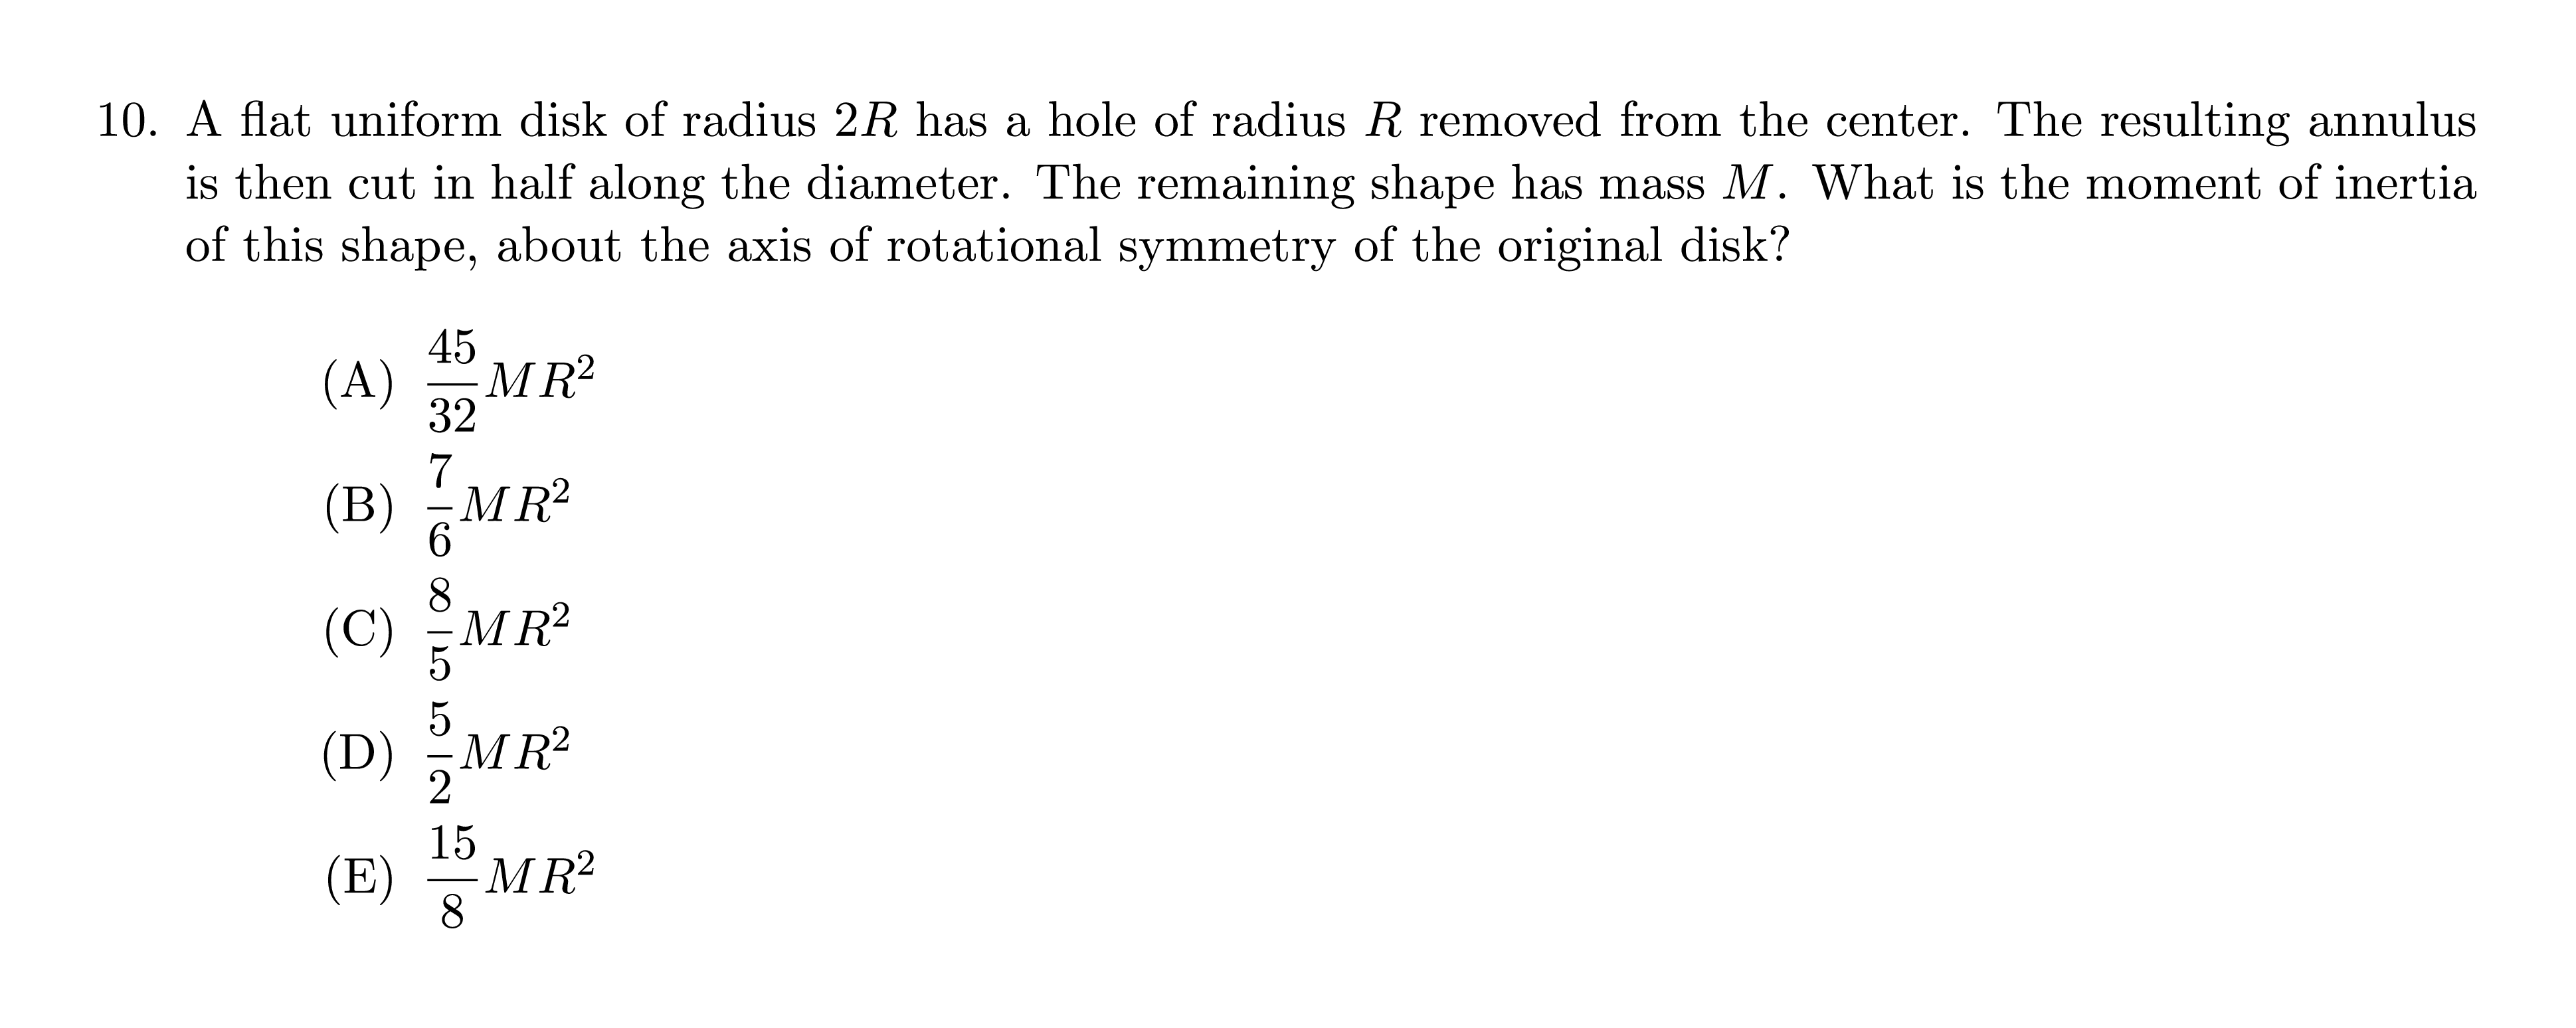 10. A flat uniform disk of radius 2R has a hole of radius R removed from the center. The resulting annulus
is then cut in half along the diameter. The remaining shape has mass M. What is the moment of inertia
of this shape, about the axis of rotational symmetry of the original disk?
(A) $\frac{45}{32}MR^2$
(B) $\frac{7}{6}MR^2$
(C) $\frac{8}{5}MR^2$
(D) $\frac{5}{2}MR^2$
(E) $\frac{15}{8}MR^2$